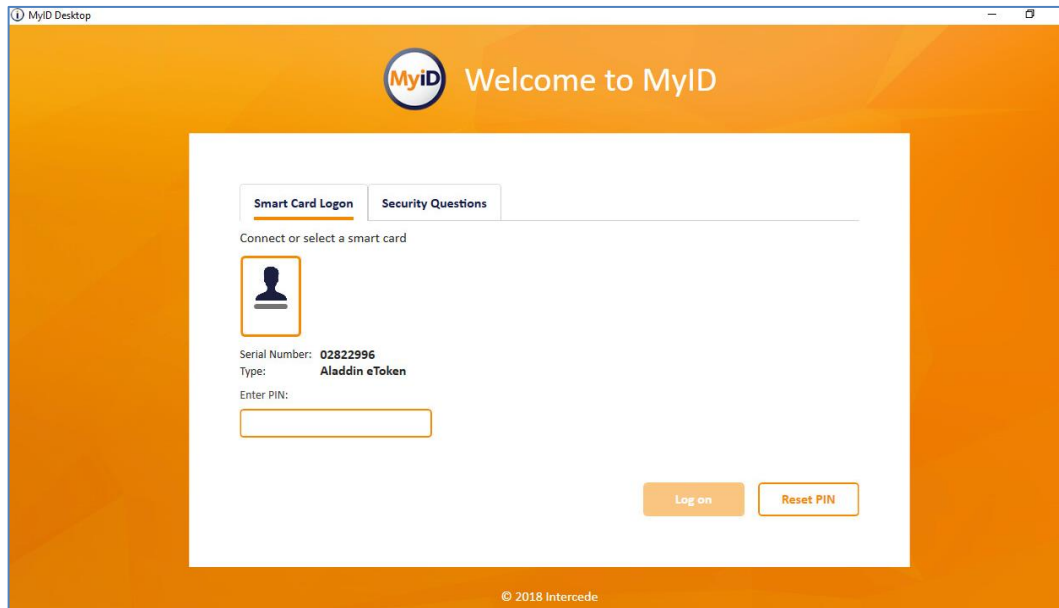 MyID Desktop
MyiD Welcome to MyID
Smart Card Logon Security Questions
Connect or select a smart card
Serial Number: 02822996
Type: Aladdin eToken
Enter PIN:
Log on Reset PIN
© 2018 Intercede